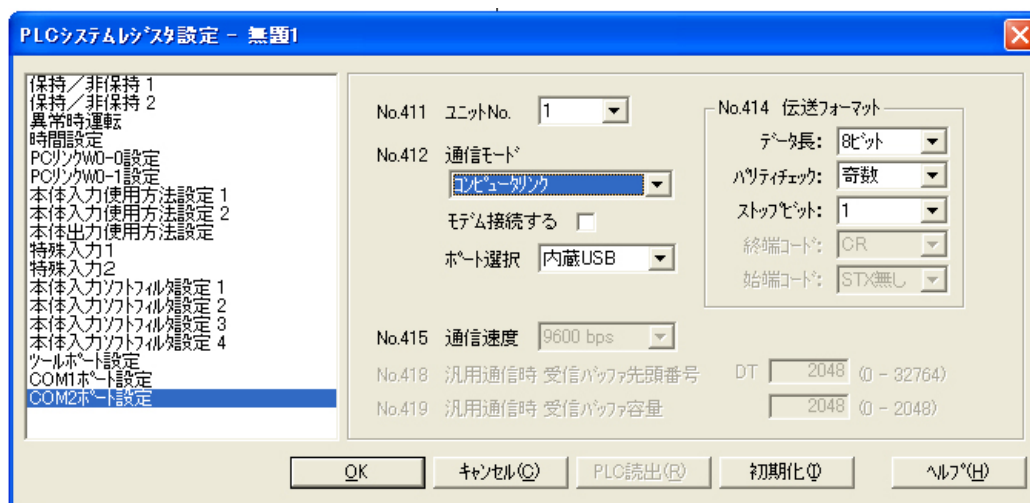 PLCシステムレジスタ設定 - 無題1
保持/非保持 1
保持/非保持 2
異常時運転
時間設定
PCリンクW0-0設定
PCリンクW0-1設定
本体入力使用方法設定 1
本体入力使用方法設定 2
本体出力使用方法設定
特殊入力1
特殊入力2
本体入力ソフトフィルタ設定 1
本体入力ソフトフィルタ設定 2
本体入力ソフトフィルタ設定 3
本体入力ソフトフィルタ設定 4
ツールポート設定
COM1ポート設定
COM2ポート設定
No.411 ユニットNo. 1
No.412 通信モード
コンピュータリンク
モデム接続する
ポート選択 内蔵USB
No.414 伝送フォーマット
データ長: 8ビット
パリティチェック: 奇数
ストップビット: 1
終端コード: CR
始端コード: STX無し
No.415 通信速度 9600 bps
No.418 汎用通信時 受信バッファ先頭番号 DT 2048 (0 - 32764)
No.419 汎用通信時 受信バッファ容量 2048 (0 - 2048)
OK キャンセル(C) PLC読出(R) 初期化(I) ヘルプ(H)